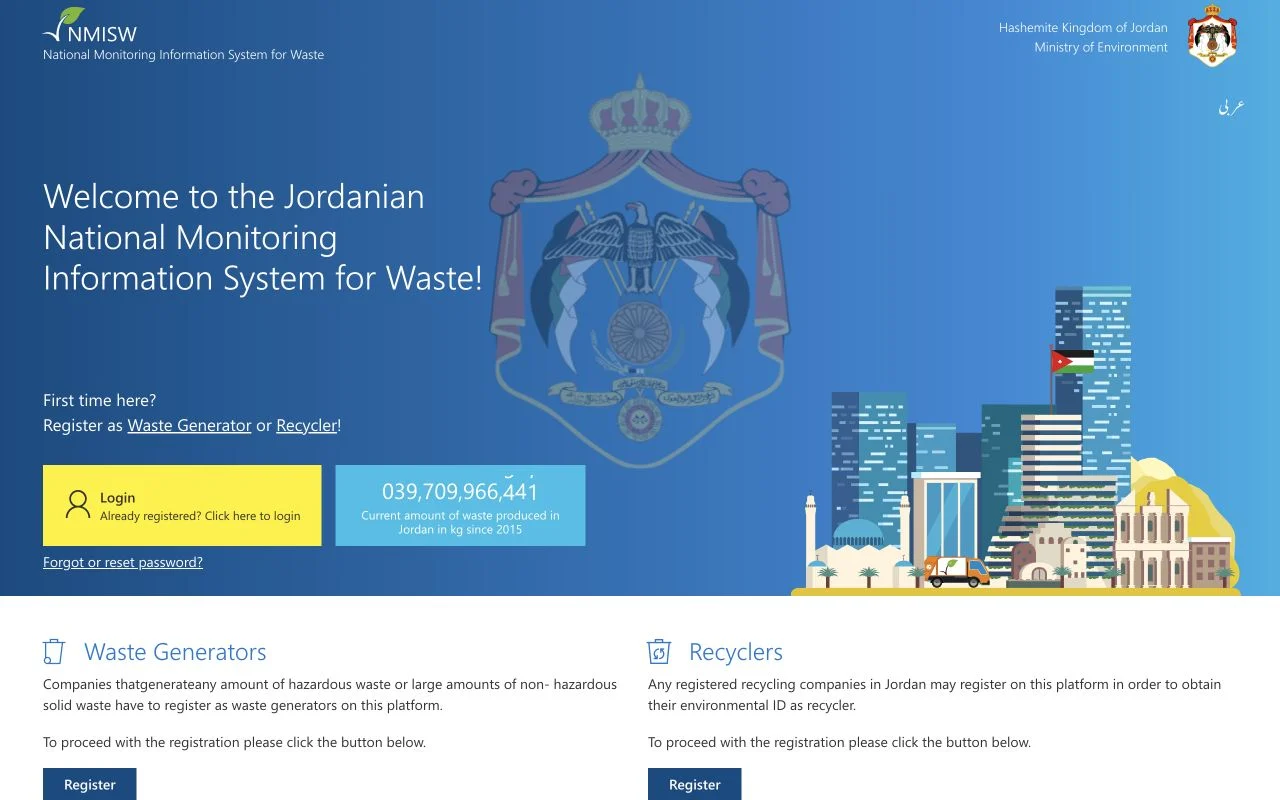 NMISW
National Monitoring Information System for Waste
Hashemite Kingdom of Jordan
Ministry of Environment
عربي
Welcome to the Jordanian
National Monitoring
Information System for Waste!
First time here?
Register as Waste Generator or Recycler!
Login
Already registered? Click here to login
039,709,966,441
Current amount of waste produced in
Jordan in kg since 2015
Forgot or reset password?
Waste Generators
Companies thatgenerateany amount of hazardous waste or large amounts of non- hazardous
solid waste have to register as waste generators on this platform.
To proceed with the registration please click the button below.
Register
Recyclers
Any registered recycling companies in Jordan may register on this platform in order to obtain
their environmental ID as recycler.
To proceed with the registration please click the button below.
Register